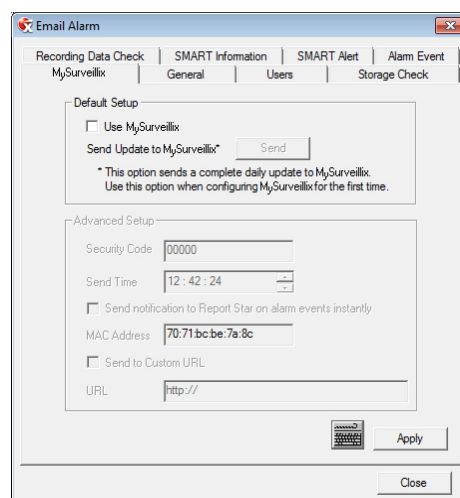 Email Alarm
Recording Data Check SMART Information SMART Alert Alarm Event
MySurveillix General Users Storage Check
Default Setup
Use MySurveillix
Send Update to MySurveillix* Send
* This option sends a complete daily update to MySurveillix.
Use this option when configuring MySurveillix for the first time.
Advanced Setup
Security Code 00000
Send Time 12 : 42 : 24
Send notification to Report Star on alarm events instantly
MAC Address 70:71:bc:be:7a:8c
Send to Custom URL
URL http://
Apply
Close